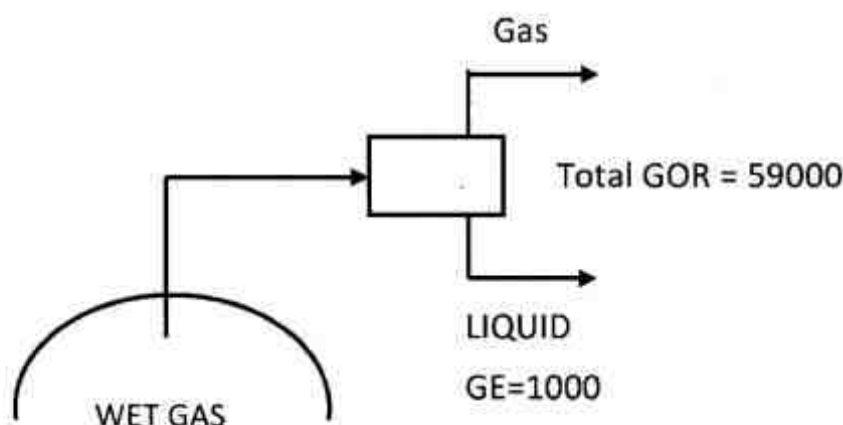 Gas
Total GOR = 59000
LIQUID
GE=1000
WET GAS